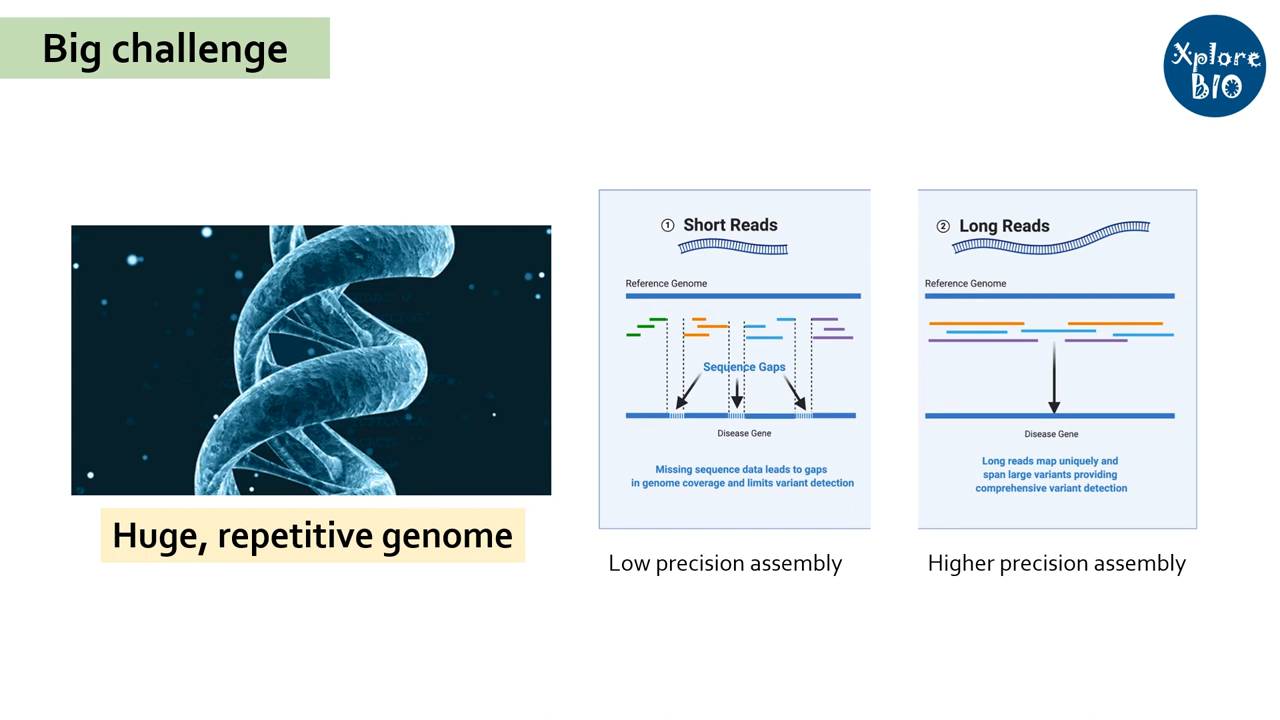 Big challenge
Xplore
BIO
Huge, repetitive genome
① Short Reads
Reference Genome
Sequence Gaps
Disease Gene
Missing sequence data leads to gaps
in genome coverage and limits variant detection
Low precision assembly
② Long Reads
Reference Genome
Disease Gene
Long reads map uniquely and
span large variants providing
comprehensive variant detection
Higher precision assembly